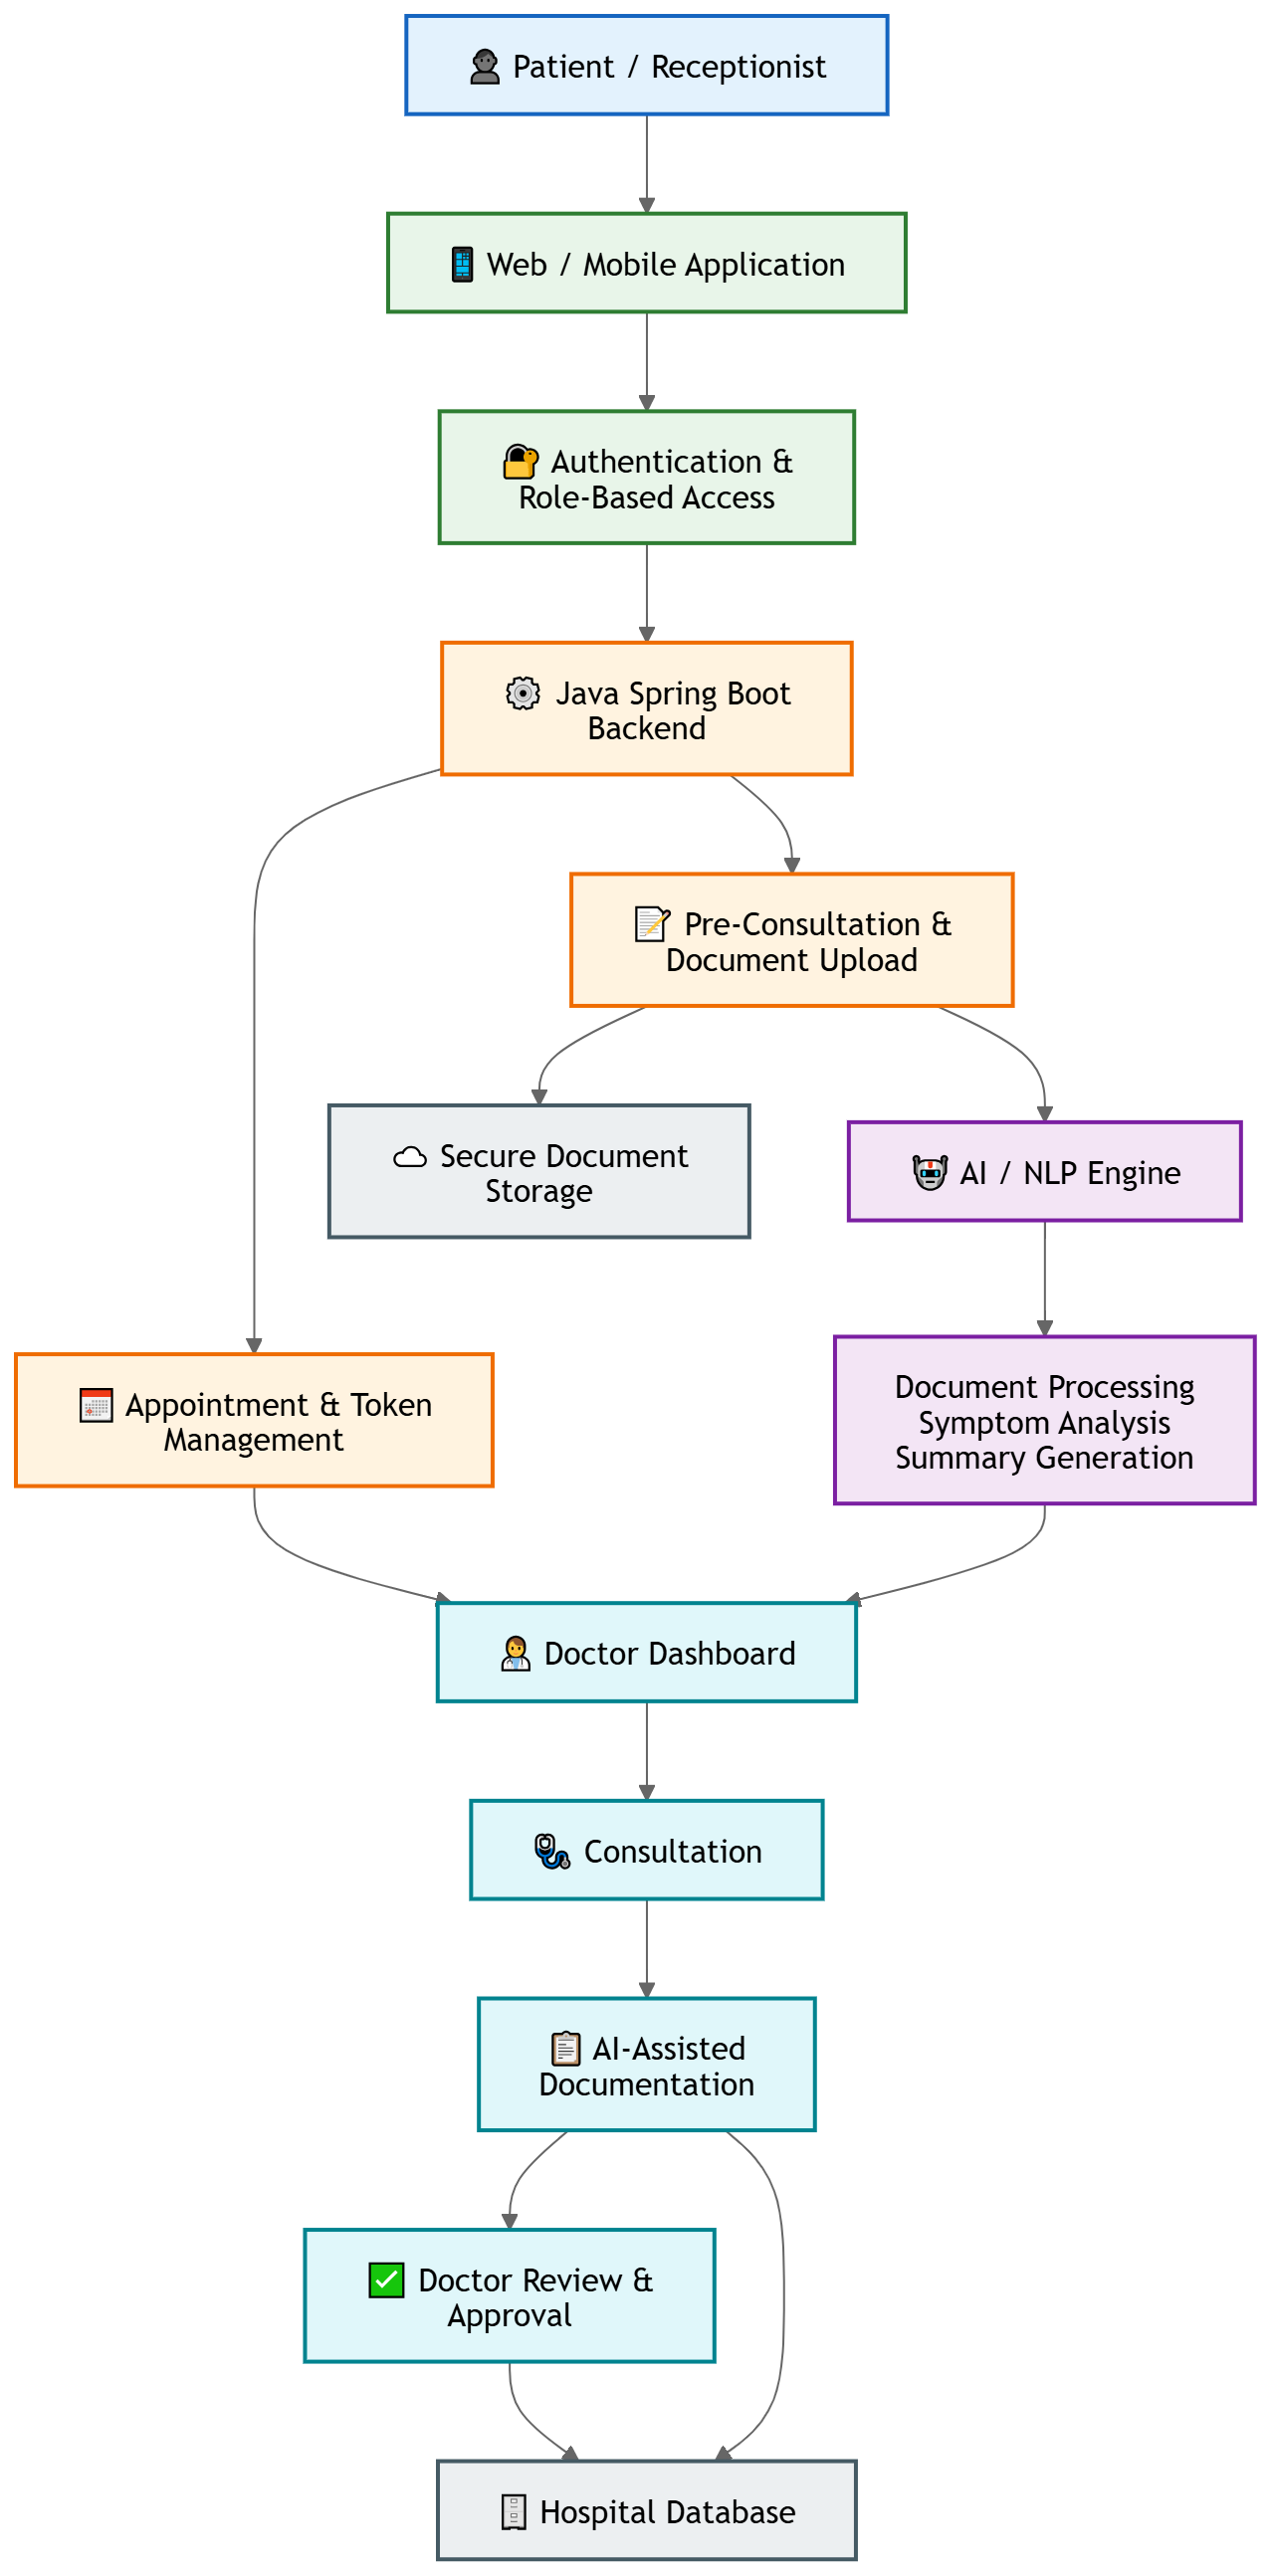 Patient / Receptionist
Web / Mobile Application
Authentication &
Role-Based Access
Java Spring Boot
Backend
Pre-Consultation &
Document Upload
Secure Document
Storage
AI / NLP Engine
Appointment & Token
Management
Document Processing
Symptom Analysis
Summary Generation
Doctor Dashboard
Consultation
AI-Assisted
Documentation
Doctor Review &
Approval
Hospital Database